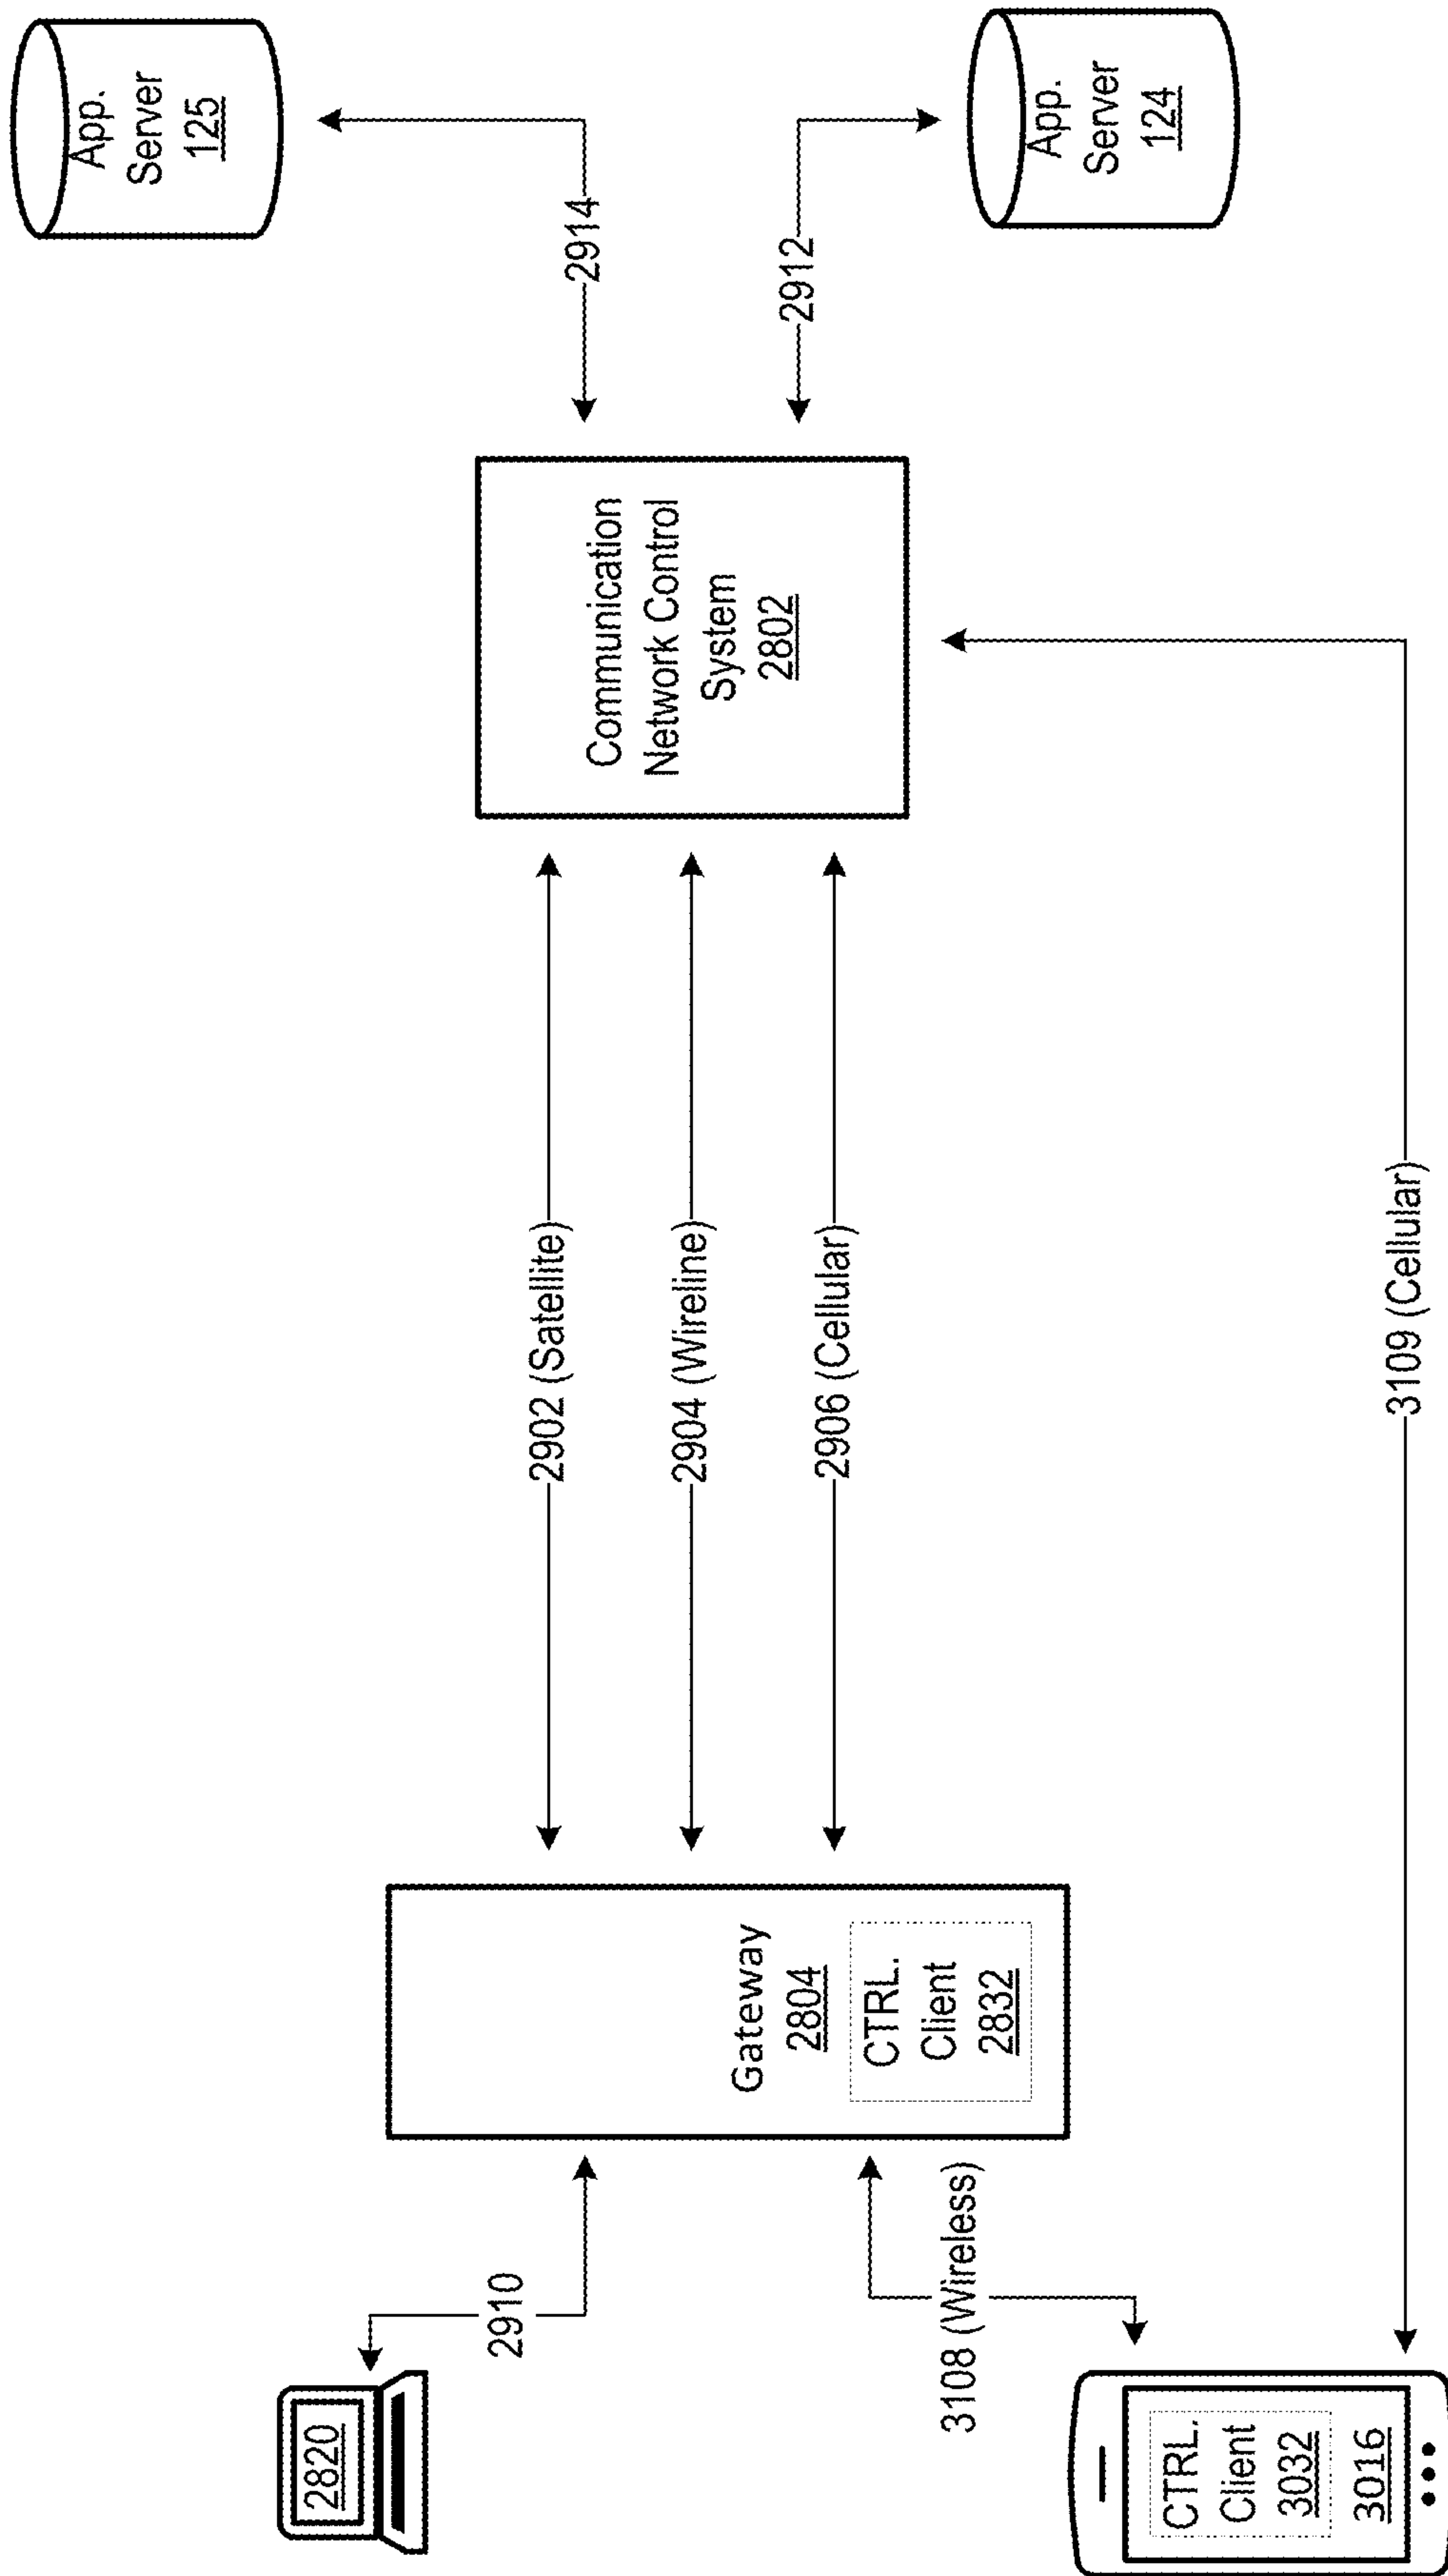 2820
2910
Gateway
2804
CTRL.
Client
2832
3108 (Wireless)
CTRL.
Client
3032
3016
2902 (Satellite)
2904 (Wireline)
2906 (Cellular)
3109 (Cellular)
Communication
Network Control
System
2802
2914
2912
App.
Server
125
App.
Server
124